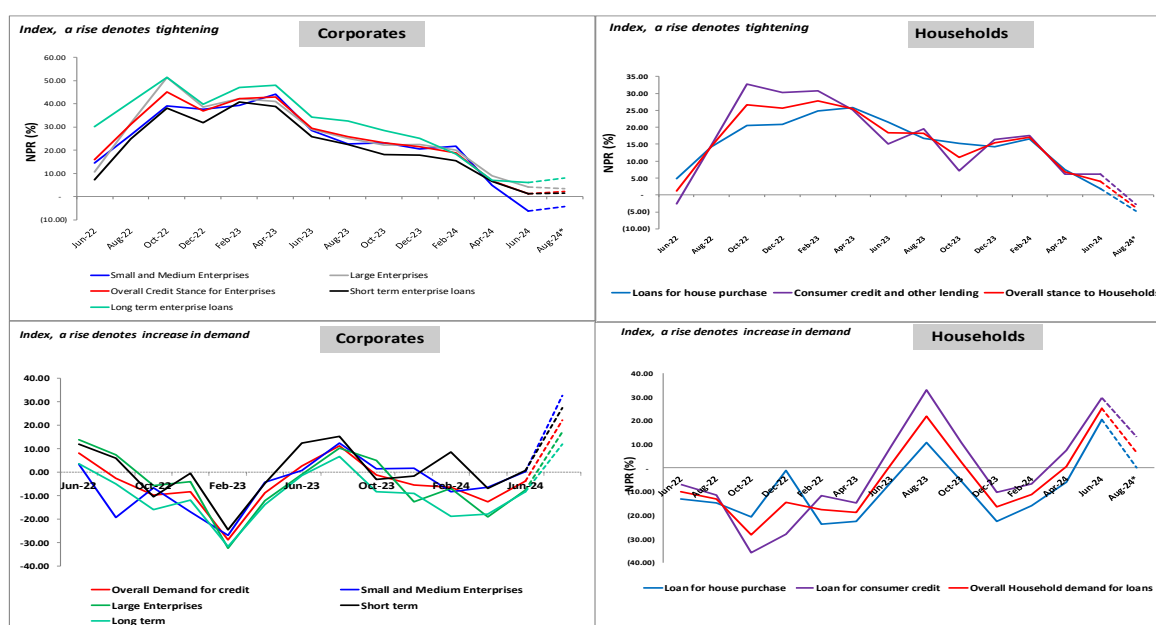 Index, a rise denotes tightening
Corporates
60.00
50.00
40.00
30.00
20.00
10.00
-
(10.00)
NPR (%)
Jun-22
Aug-22
Oct-22
Dec-22
Feb-23
Apr-23
Jun-23
Aug-23
Oct-23
Dec-23
Feb-24
Apr-24
Jun-24
Aug-24*
Small and Medium Enterprises
Large Enterprises
Overall Credit Stance for Enterprises
Short term enterprise loans
Long term enterprise loans
Index, a rise denotes tightening
Households
35.00
30.00
25.00
20.00
15.00
10.00
5.00
-
(5.00)
(10.00)
NPR (%)
Jun-22
Aug-22
Oct-22
Dec-22
Feb-23
Apr-23
Jun-23
Aug-23
Oct-23
Dec-23
Feb-24
Apr-24
Jun-24
Aug-24*
Loans for house purchase
Consumer credit and other lending
Overall stance to Households
Index, a rise denotes increase in demand
Corporates
40.00
30.00
20.00
10.00
0.00
-10.00
-20.00
-30.00
-40.00
Jun-22
Oct-22
Feb-23
Jun-23
Oct-23
Feb-24
Jun-24
Overall Demand for credit
Small and Medium Enterprises
Large Enterprises
Short term
Long term
Index, a rise denotes increase in demand
Households
40.00
30.00
20.00
10.00
-
(10.00)
(20.00)
(30.00)
(40.00)
NPR (%)
Jun-22
Aug-22
Oct-22
Dec-22
Feb-22
Apr-23
Jun-23
Aug-23
Oct-23
Dec-23
Feb-24
Apr-24
Jun-24
Aug-24*
Loan for house purchase
Loan for consumer credit
Overall Household demand for loans